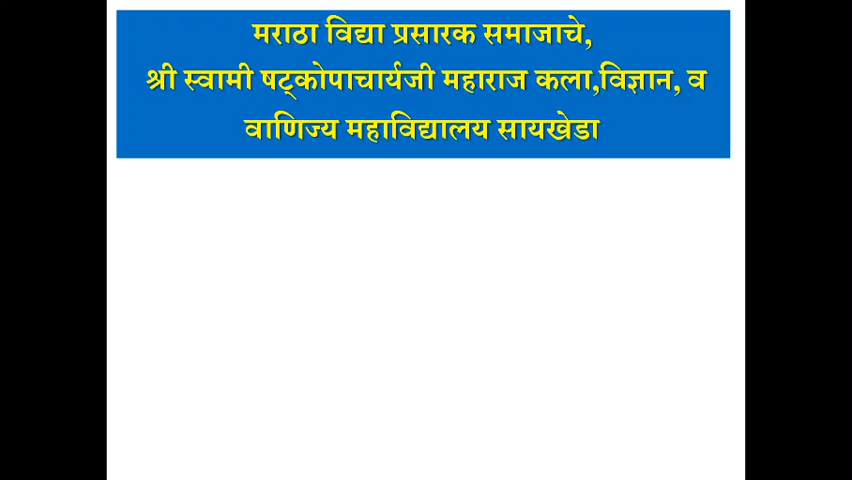 मराठा विद्या प्रसारक समाजाचे,
श्री स्वामी षट्कोपाचार्यजी महाराज कला,विज्ञान, व
वाणिज्य महाविद्यालय सायखेडा